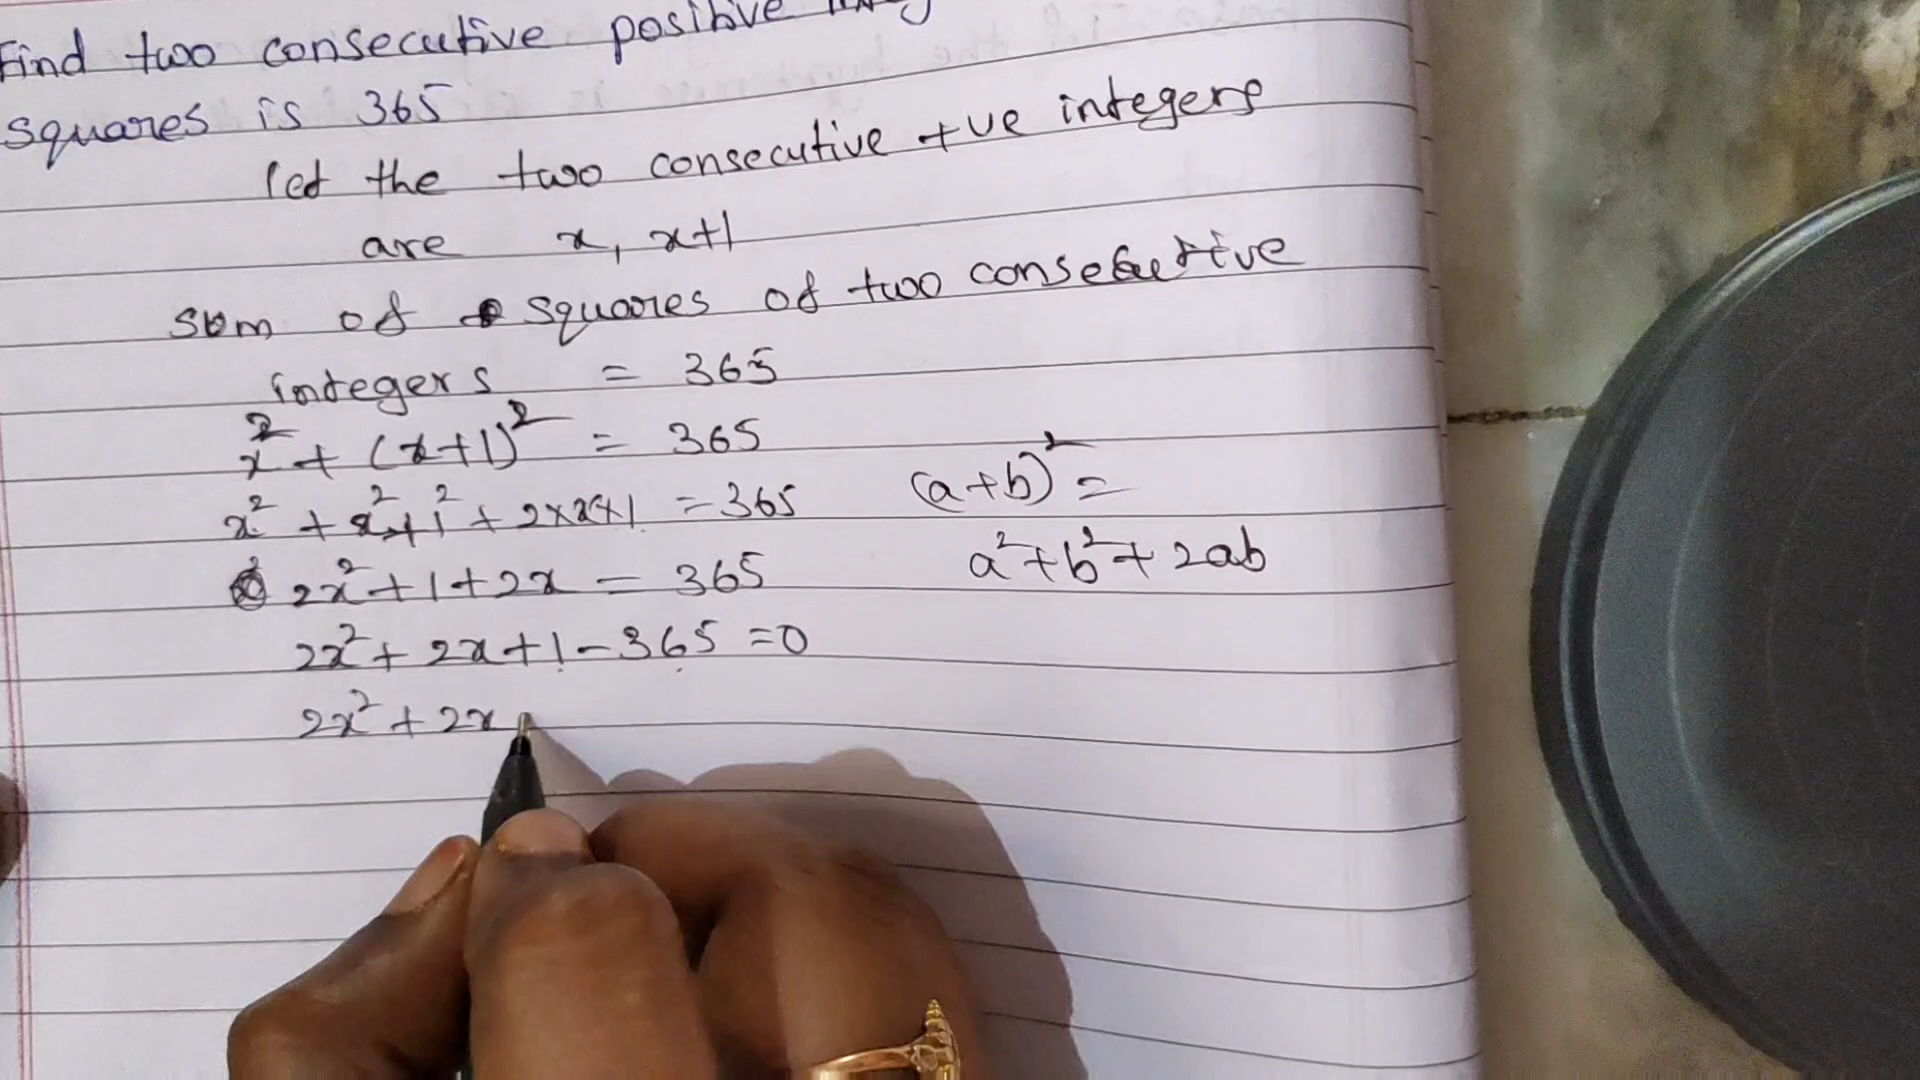 Find two consecutive positive
squares is 365
let the two consecutive +ve integers
are x, x+1
sum of squares of two consecutive
integers = 365
x² + (x+1)² = 365
x² + x²+1² + 2×x×1 = 365
(a+b)² =
a²+b²+2ab
2x²+1+2x = 365
2x²+2x+1-365=0
2x²+2x